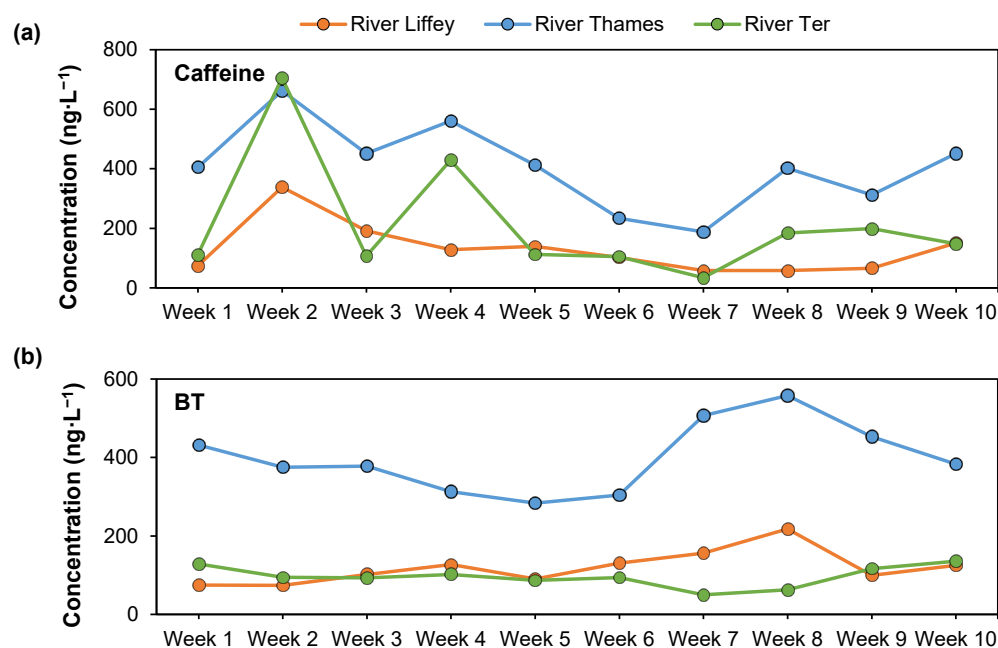 River Liffey River Thames River Ter
(a)
800
Caffeine
600
400
200
0
Concentration (ng·L⁻¹)
Week 1 Week 2 Week 3 Week 4 Week 5 Week 6 Week 7 Week 8 Week 9 Week 10
(b)
600
BT
400
200
0
Concentration (ng·L⁻¹)
Week 1 Week 2 Week 3 Week 4 Week 5 Week 6 Week 7 Week 8 Week 9 Week 10